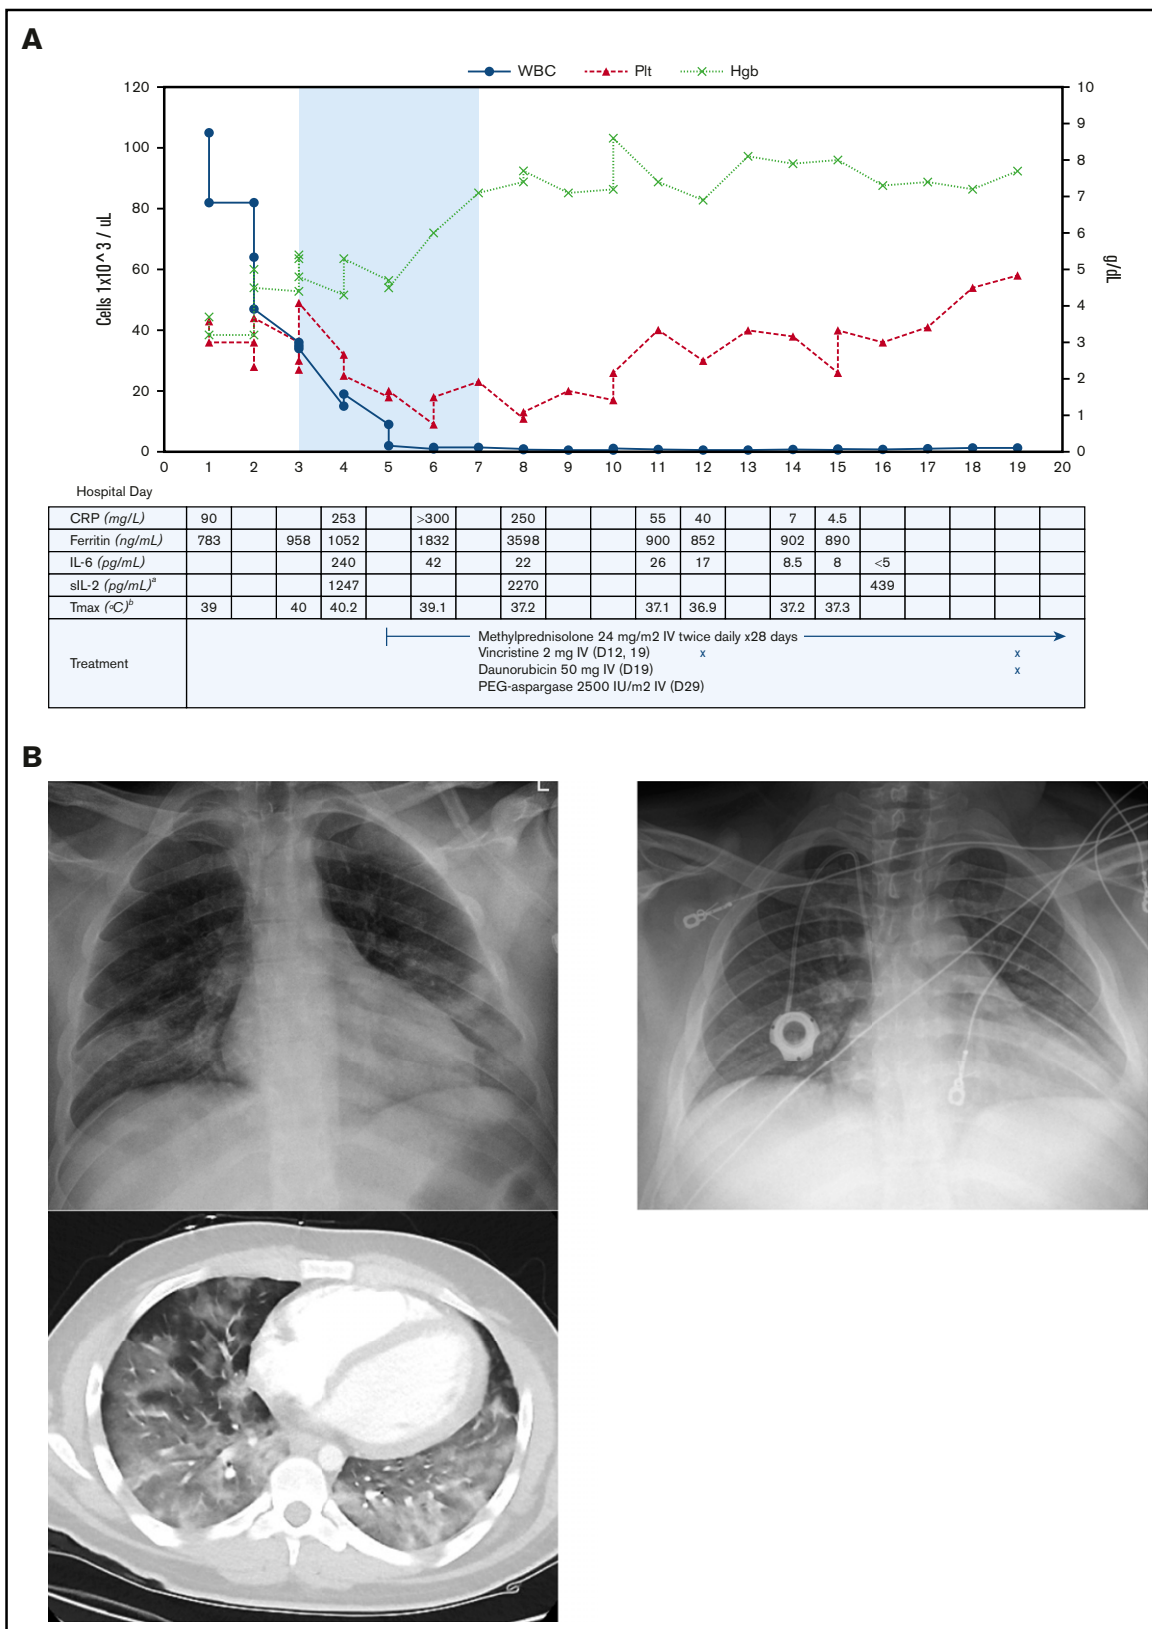 A
WBC Plt Hgb
120 10
9
100
8
80 7
6
60
5
4
40
3
20 2
1
0 0
Cells 1x10^3 / uL
g/dL
0 1 2 3 4 5 6 7 8 9 10 11 12 13 14 15 16 17 18 19 20
Hospital Day
CRP (mg/L) 90 253 >300 250 55 40 7 4.5
Ferritin (ng/mL) 783 958 1052 1832 3598 900 852 902 890
IL-6 (pg/mL) 240 42 22 26 17 8.5 8 <5
sIL-2 (pg/mL)a 1247 2270 439
Tmax (°C)b 39 40 40.2 39.1 37.2 37.1 36.9 37.2 37.3
Treatment
Methylprednisolone 24 mg/m2 IV twice daily x28 days
Vincristine 2 mg IV (D12, 19) x x
Daunorubicin 50 mg IV (D19) x
PEG-aspargase 2500 IU/m2 IV (D29)
B
L